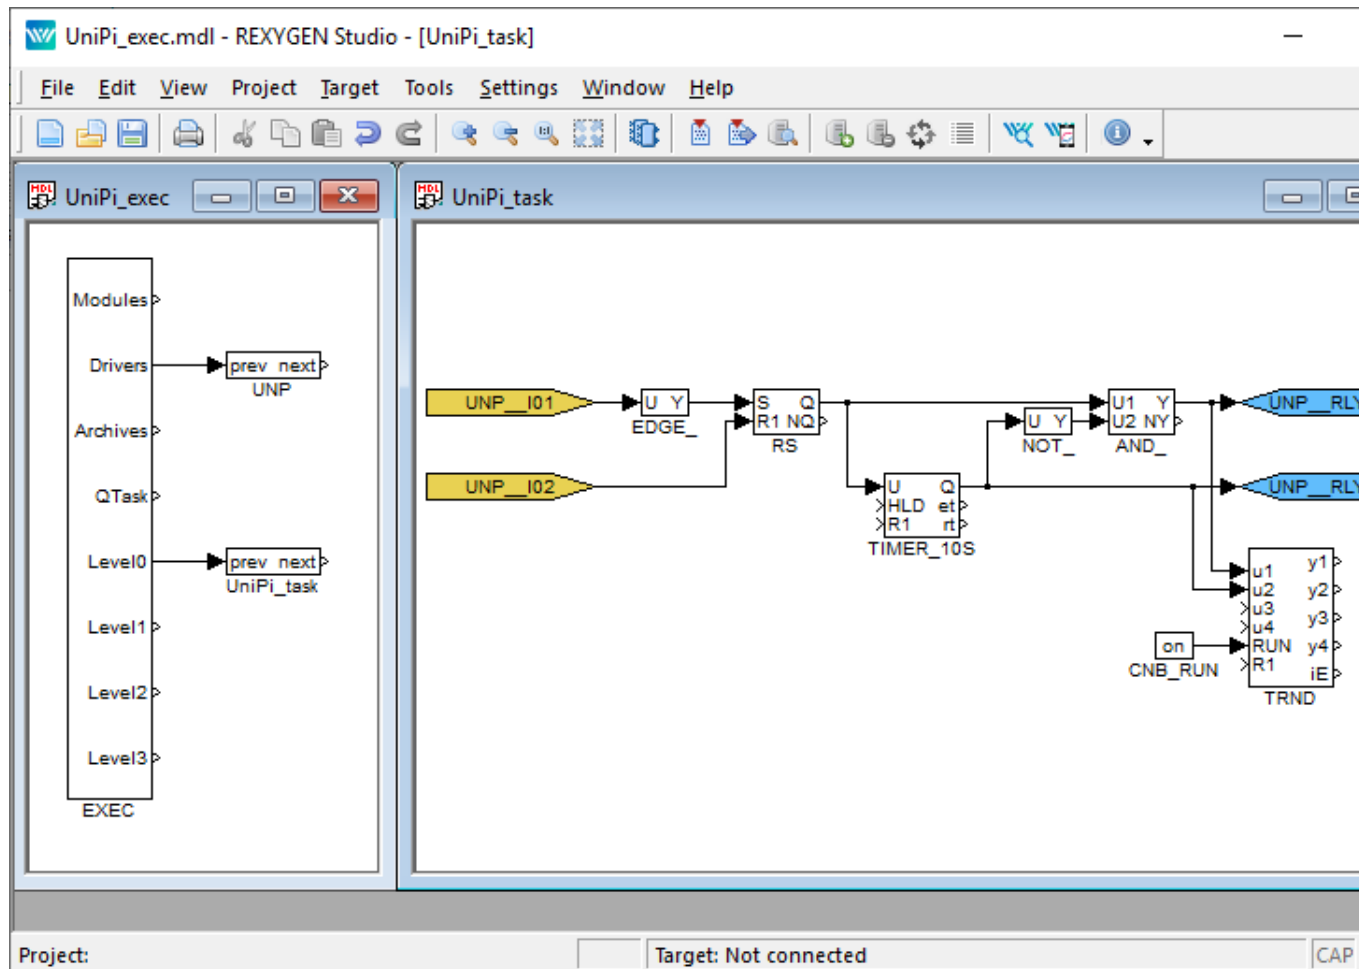 UniPi_exec.mdl - REXYGEN Studio - [UniPi_task]
File Edit View Project Target Tools Settings Window Help
UniPi_exec
UniPi_task
Modules
Drivers
prev next
UNP
Archives
QTask
Level0
prev next
UniPi_task
Level1
Level2
Level3
EXEC
UNP__I01
U Y
EDGE_
S Q
R1 NQ
RS
U1 Y
U2 NY
AND_
UNP__RLY
U Y
NOT_
UNP__I02
U Q
HLD et
R1 rt
TIMER_10S
UNP__RLY
u1 y1
u2 y2
u3 y3
u4 y4
RUN iE
R1
TRND
on
CNB_RUN
Project:
Target: Not connected
CAP